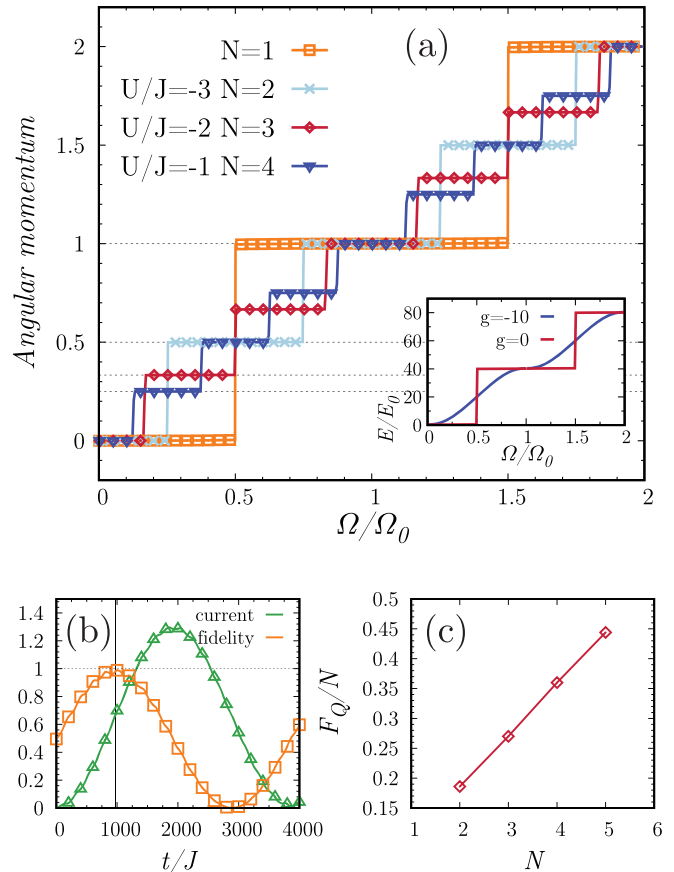 (a)
N=1
U/J=-3 N=2
U/J=-2 N=3
U/J=-1 N=4
Angular momentum
2
1.5
1
0.5
0
0 0.5 1 1.5 2
Ω/Ω0
g=-10
g=0
E/E0
80
60
40
20
0
0 0.5 1 1.5 2
Ω/Ω0
(b)
current
fidelity
1.4
1.2
1
0.8
0.6
0.4
0.2
0
0 1000 2000 3000 4000
t/J
(c)
FQ/N
0.5
0.45
0.4
0.35
0.3
0.25
0.2
0.15
1 2 3 4 5 6
N